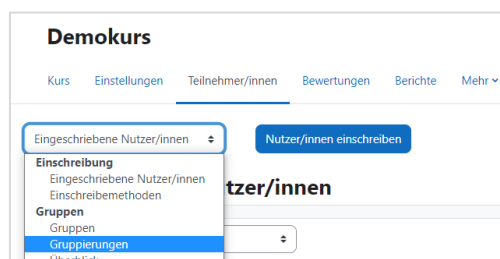 Demokurs
Kurs Einstellungen Teilnehmer/innen Bewertungen Berichte Mehr
Eingeschriebene Nutzer/innen Nutzer/innen einschreiben
Einschreibung
Eingeschriebene Nutzer/innen
Einschreibemethoden
tzer/innen
Gruppen
Gruppen
Gruppierungen
Überblick